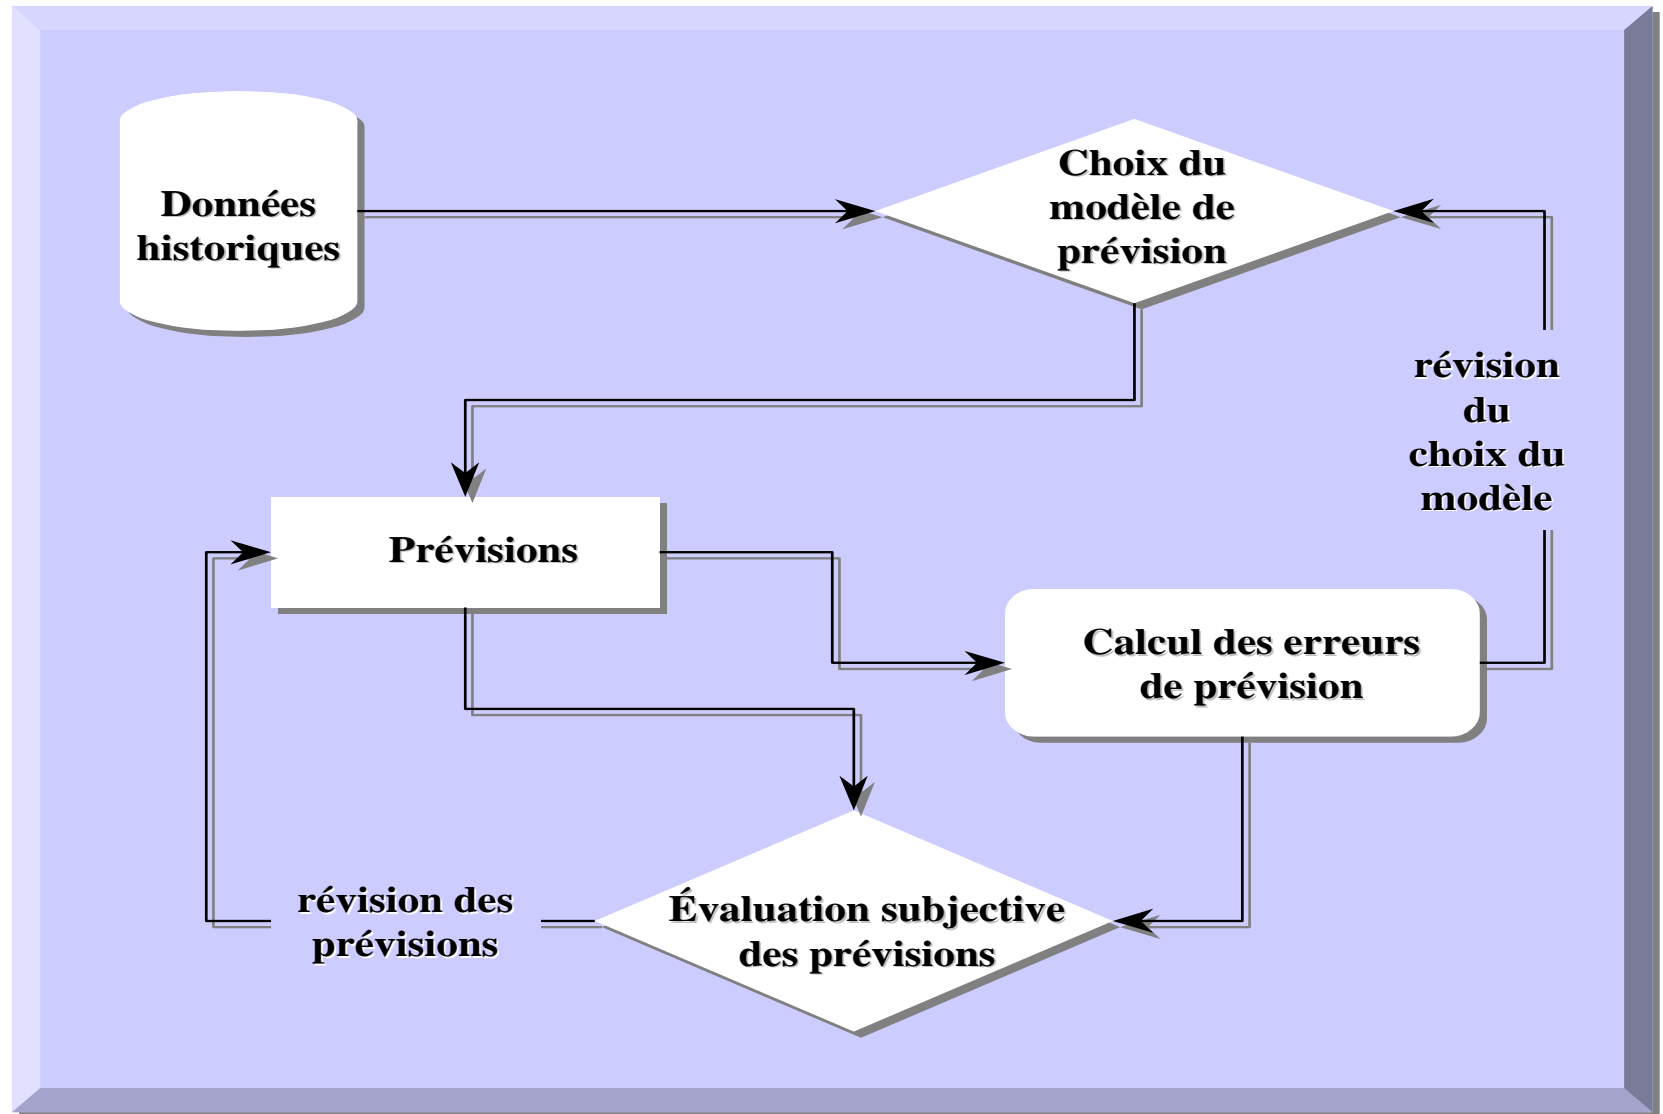 Données
historiques
Choix du
modèle de
prévision
révision
du
choix du
modèle
Prévisions
Calcul des erreurs
de prévision
révision des
prévisions
Évaluation subjective
des prévisions